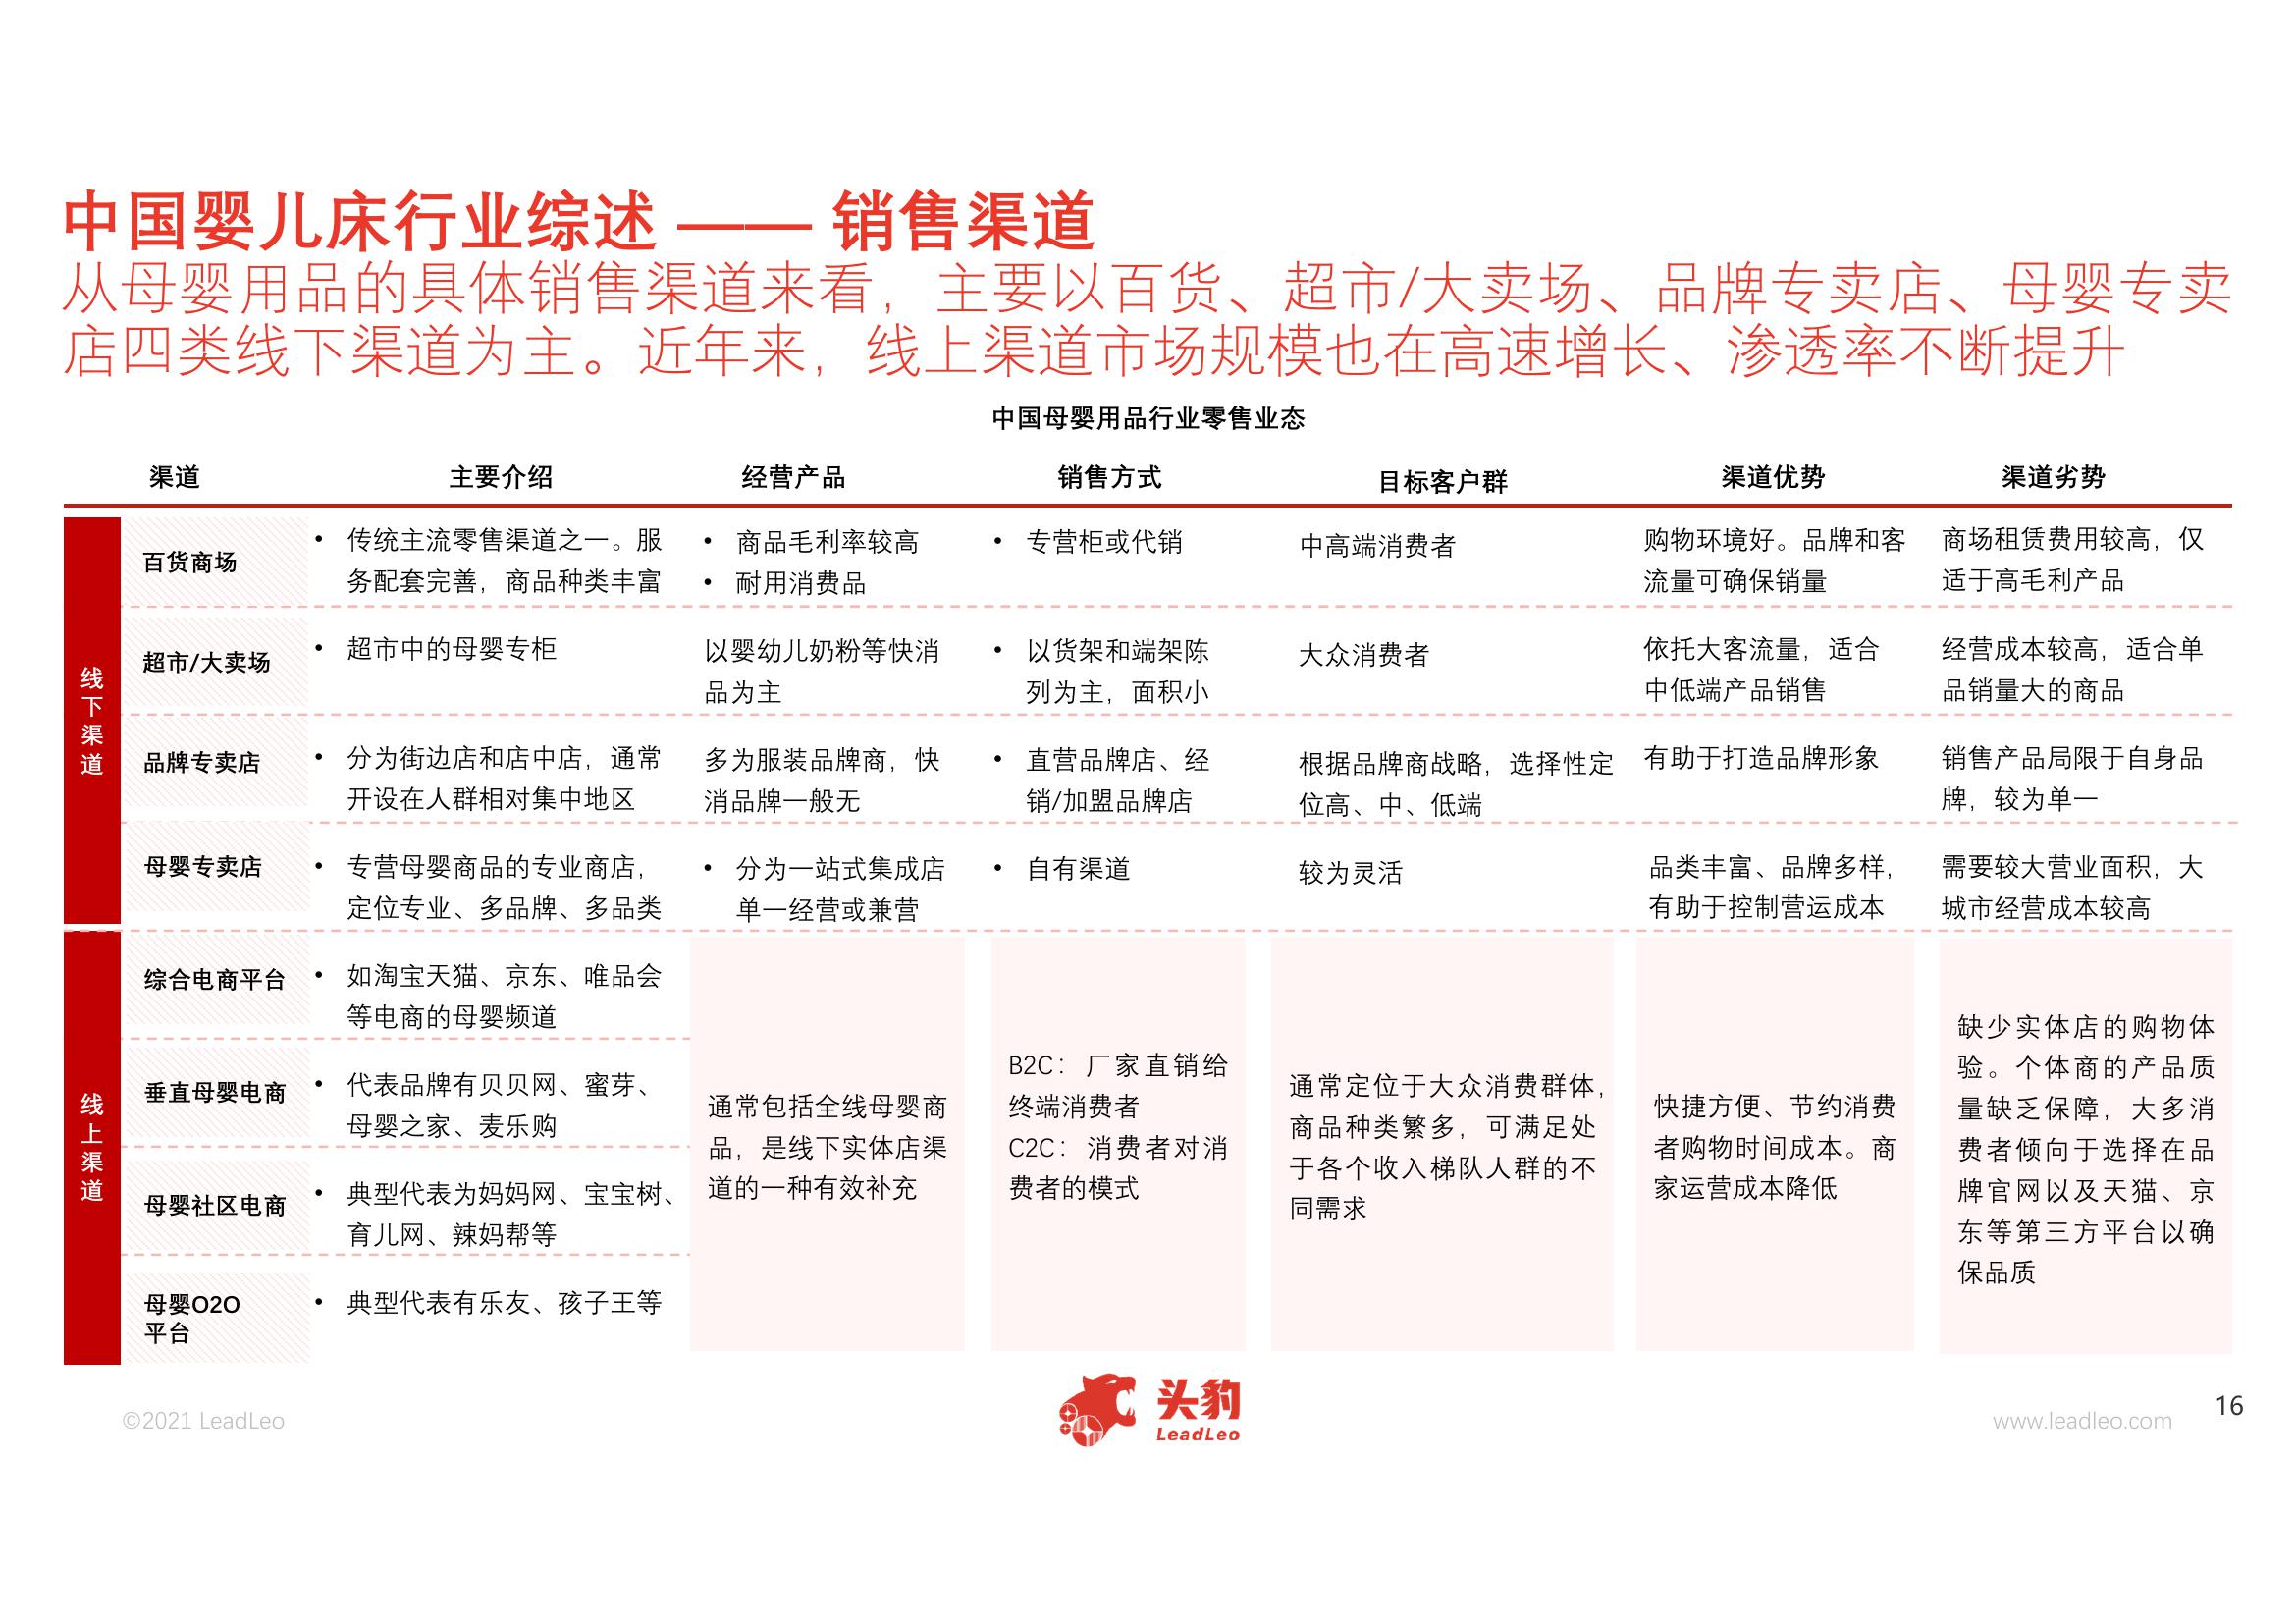 中国婴儿床行业综述 —— 销售渠道
从母婴用品的具体销售渠道来看，主要以百货、超市/大卖场、品牌专卖店、母婴专卖
店四类线下渠道为主。近年来，线上渠道市场规模也在高速增长、渗透率不断提升
中国母婴用品行业零售业态
渠道
主要介绍
经营产品
销售方式
目标客户群
渠道优势
渠道劣势
线下渠道
百货商场
• 传统主流零售渠道之一。服
务配套完善，商品种类丰富
• 商品毛利率较高
• 耐用消费品
• 专营柜或代销
中高端消费者
购物环境好。品牌和客
流量可确保销量
商场租赁费用较高，仅
适于高毛利产品
超市/大卖场
• 超市中的母婴专柜
以婴幼儿奶粉等快消
品为主
• 以货架和端架陈
列为主，面积小
大众消费者
依托大客流量，适合
中低端产品销售
经营成本较高，适合单
品销量大的商品
品牌专卖店
• 分为街边店和店中店，通常
开设在人群相对集中地区
多为服装品牌商，快
消品牌一般无
• 直营品牌店、经
销/加盟品牌店
根据品牌商战略，选择性定
位高、中、低端
有助于打造品牌形象
销售产品局限于自身品
牌，较为单一
母婴专卖店
• 专营母婴商品的专业商店，
定位专业、多品牌、多品类
• 分为一站式集成店
单一经营或兼营
• 自有渠道
较为灵活
品类丰富、品牌多样，
有助于控制营运成本
需要较大营业面积，大
城市经营成本较高
线上渠道
综合电商平台
• 如淘宝天猫、京东、唯品会
等电商的母婴频道
垂直母婴电商
• 代表品牌有贝贝网、蜜芽、
母婴之家、麦乐购
母婴社区电商
• 典型代表为妈妈网、宝宝树、
育儿网、辣妈帮等
母婴O2O
平台
• 典型代表有乐友、孩子王等
通常包括全线母婴商
品，是线下实体店渠
道的一种有效补充
B2C：厂家直销给
终端消费者
C2C：消费者对消
费者的模式
通常定位于大众消费群体，
商品种类繁多，可满足处
于各个收入梯队人群的不
同需求
快捷方便、节约消费
者购物时间成本。商
家运营成本降低
缺少实体店的购物体
验。个体商的产品质
量缺乏保障，大多消
费者倾向于选择在品
牌官网以及天猫、京
东等第三方平台以确
保品质
©2021 LeadLeo
头豹
LeadLeo
www.leadleo.com
16